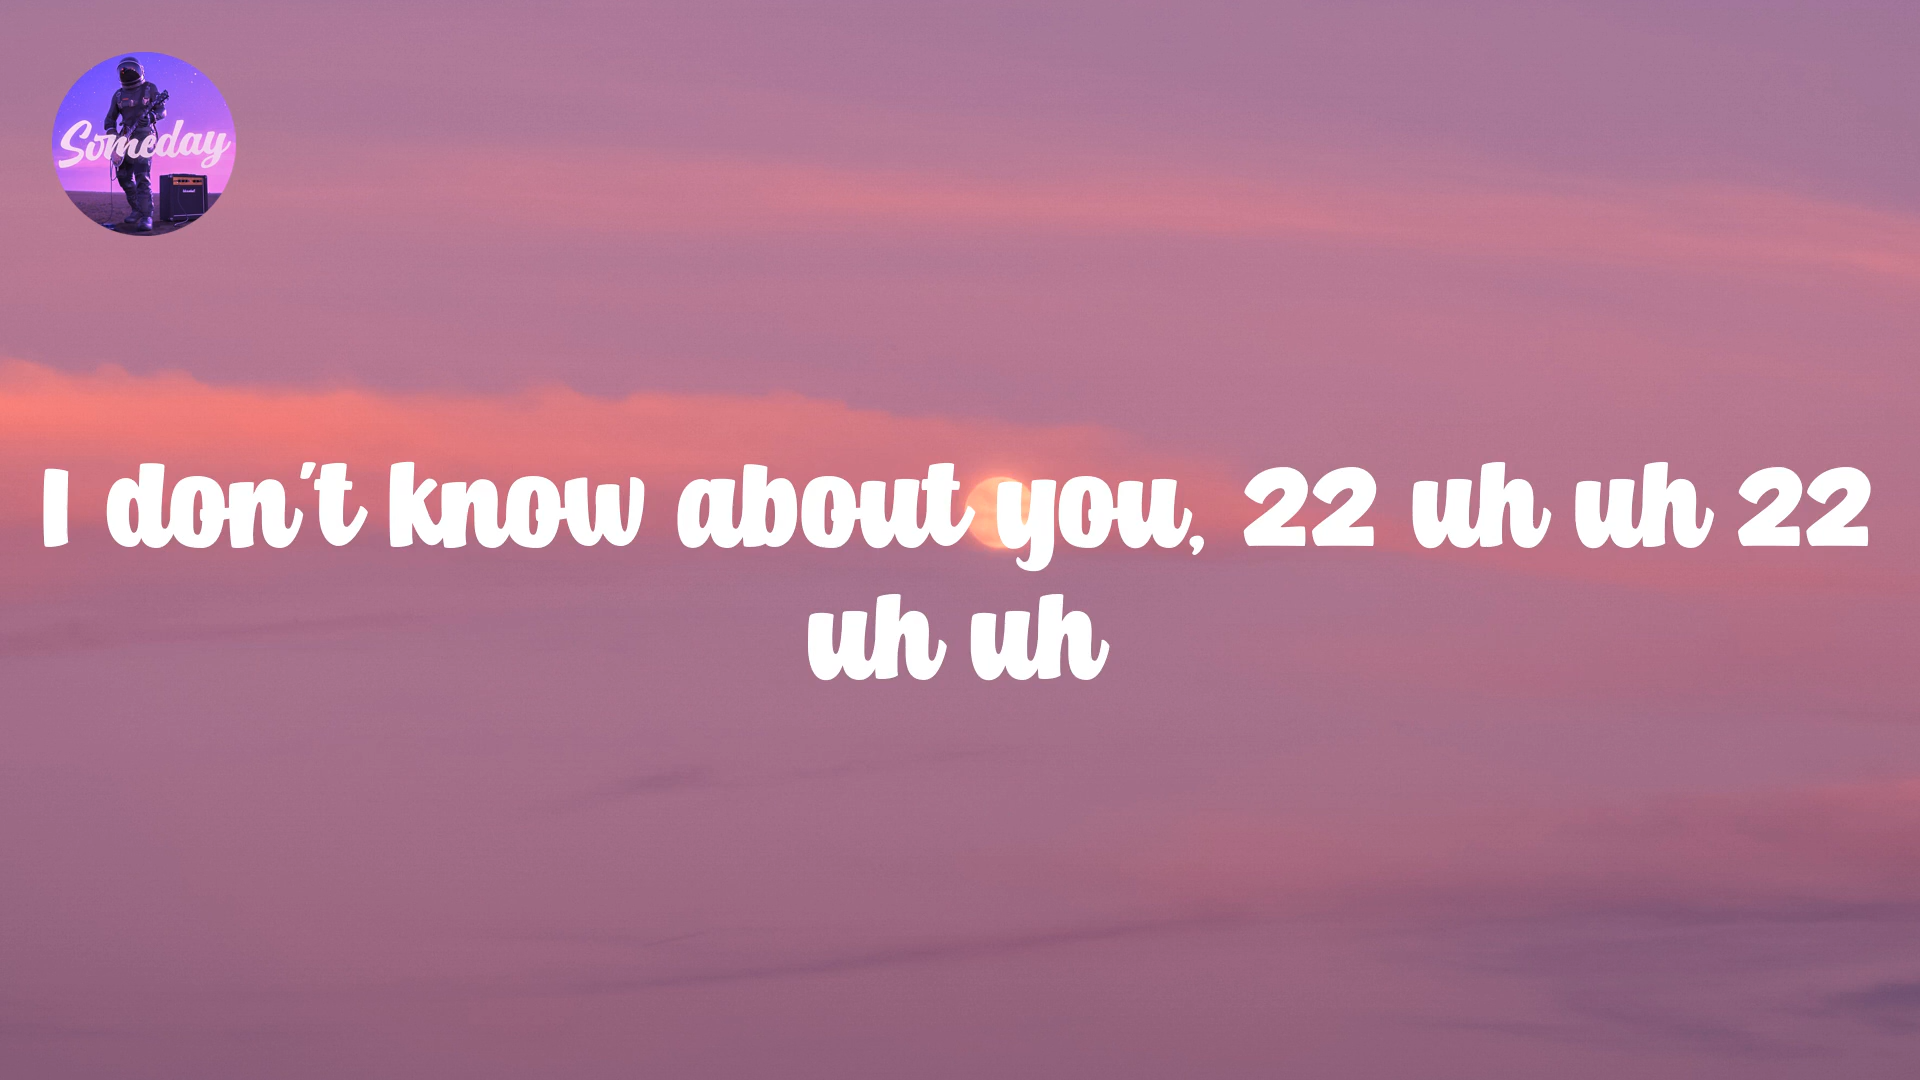 Someday
I don't know about you, 22 uh uh 22
uh uh